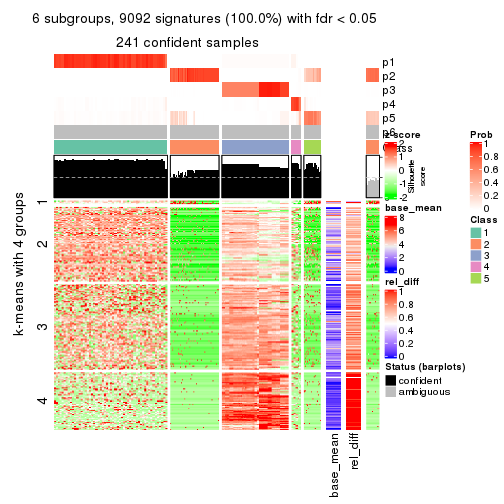 6 subgroups, 9092 signatures (100.0%) with fdr < 0.05
241 confident samples
p1
p2
p3
p4
p5
p6
Class
Silhouette
score
k-means with 4 groups
1
2
3
4
base_mean
rel_diff
z-score
2
1
0
-1
-2
base_mean
8
6
4
2
0
rel_diff
1
0.8
0.6
0.4
0.2
0
Status (barplots)
confident
ambiguous
Prob
1
0.8
0.6
0.4
0.2
0
Class
1
2
3
4
5